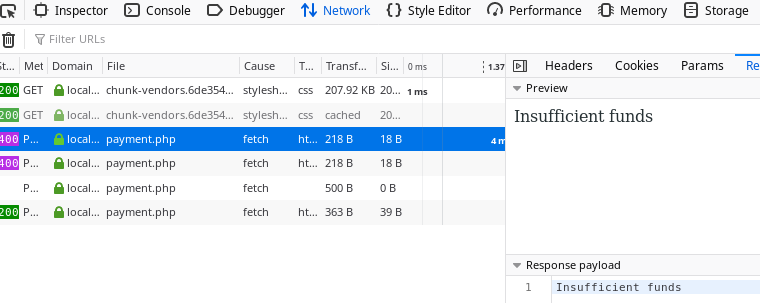 Inspector Console Debugger Network Style Editor Performance Memory Storage
Filter URLs
St... Met Domain File Cause T... Transf... Si... 0 ms 1.37 Headers Cookies Params Re
200 GET local... chunk-vendors.6de354... stylesh... css 207.92 KB 20... 1 ms
Preview
200 GET local... chunk-vendors.6de354... stylesh... css cached 20...
Insufficient funds
400 P... local... payment.php fetch ht... 218 B 18 B 4 m
400 P... local... payment.php fetch ht... 218 B 18 B
P... local... payment.php fetch 500 B 0 B
200 P... local... payment.php fetch ht... 363 B 39 B
Response payload
1 Insufficient funds